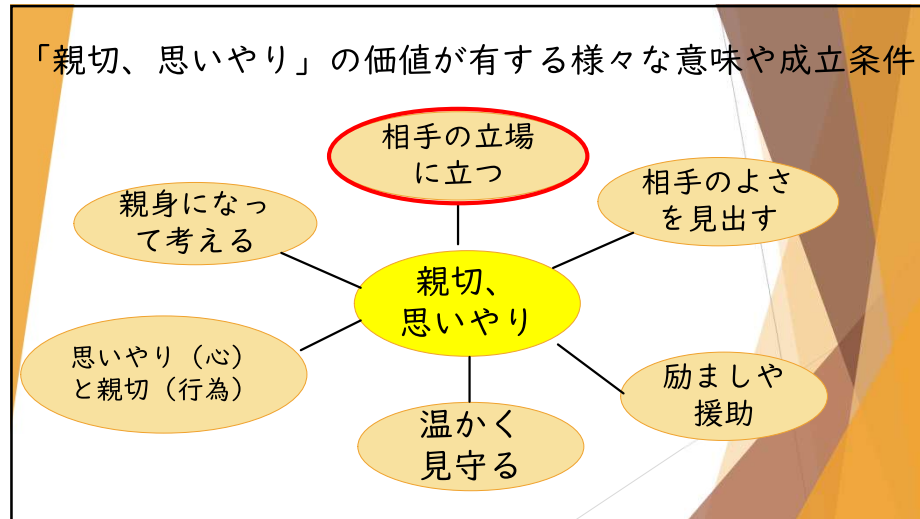 「親切、思いやり」の価値が有する様々な意味や成立条件
相手の立場
に立つ
相手のよさ
を見出す
親身になっ
て考える
親切、
思いやり
思いやり（心）
と親切（行為）
励ましや
援助
温かく
見守る